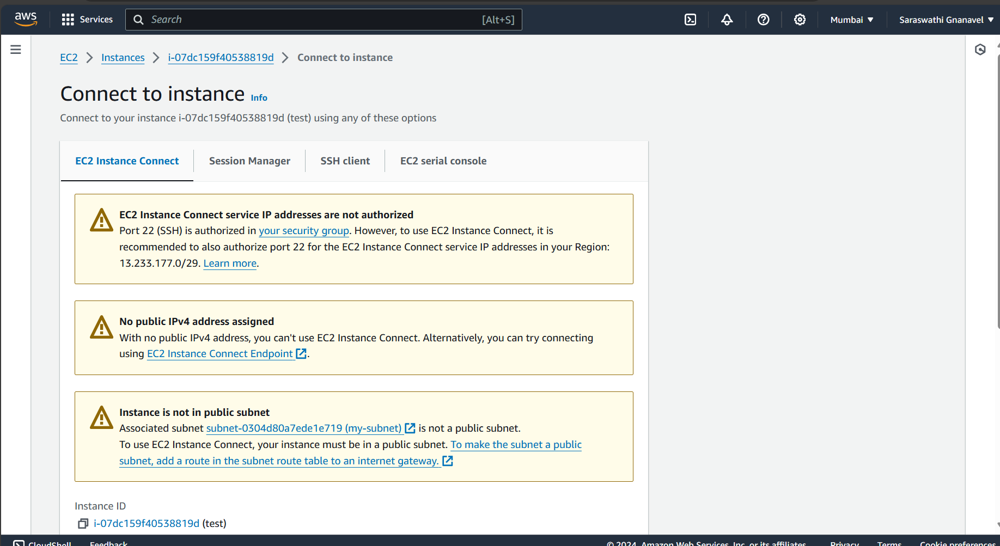 aws
Services
Search
[Alt+S]
Mumbai
Saraswathi Gnanavel
EC2
Instances
i-07dc159f40538819d
Connect to instance
Connect to instance Info
Connect to your instance i-07dc159f40538819d (test) using any of these options
EC2 Instance Connect
Session Manager
SSH client
EC2 serial console
EC2 Instance Connect service IP addresses are not authorized
Port 22 (SSH) is authorized in your security group. However, to use EC2 Instance Connect, it is
recommended to also authorize port 22 for the EC2 Instance Connect service IP addresses in your Region:
13.233.177.0/29. Learn more.
No public IPv4 address assigned
With no public IPv4 address, you can't use EC2 Instance Connect. Alternatively, you can try connecting
using EC2 Instance Connect Endpoint.
Instance is not in public subnet
Associated subnet subnet-0304d80a7ede1e719 (my-subnet) is not a public subnet.
To use EC2 Instance Connect, your instance must be in a public subnet. To make the subnet a public
subnet, add a route in the subnet route table to an internet gateway.
Instance ID
i-07dc159f40538819d (test)
CloudShell
Feedback
© 2024, Amazon Web Services, Inc. or its affiliates.
Privacy
Terms
Cookie preferences